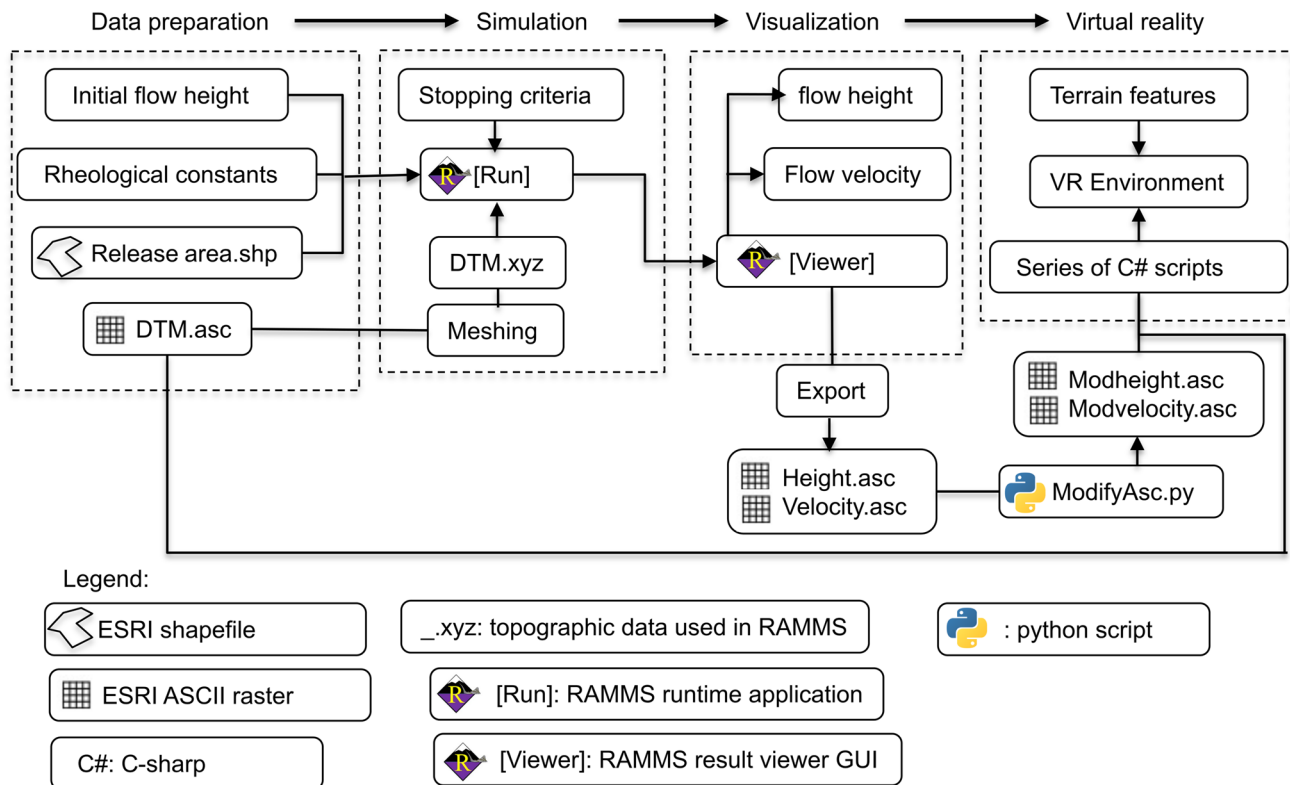 Data preparation
Simulation
Visualization
Virtual reality
Initial flow height
Rheological constants
Release area.shp
DTM.asc
Stopping criteria
R [Run]
DTM.xyz
Meshing
flow height
Flow velocity
R [Viewer]
Export
Height.asc
Velocity.asc
Terrain features
VR Environment
Series of C# scripts
Modheight.asc
Modvelocity.asc
ModifyAsc.py
Legend:
ESRI shapefile
ESRI ASCII raster
C#: C-sharp
_.xyz: topographic data used in RAMMS
R [Run]: RAMMS runtime application
R [Viewer]: RAMMS result viewer GUI
: python script